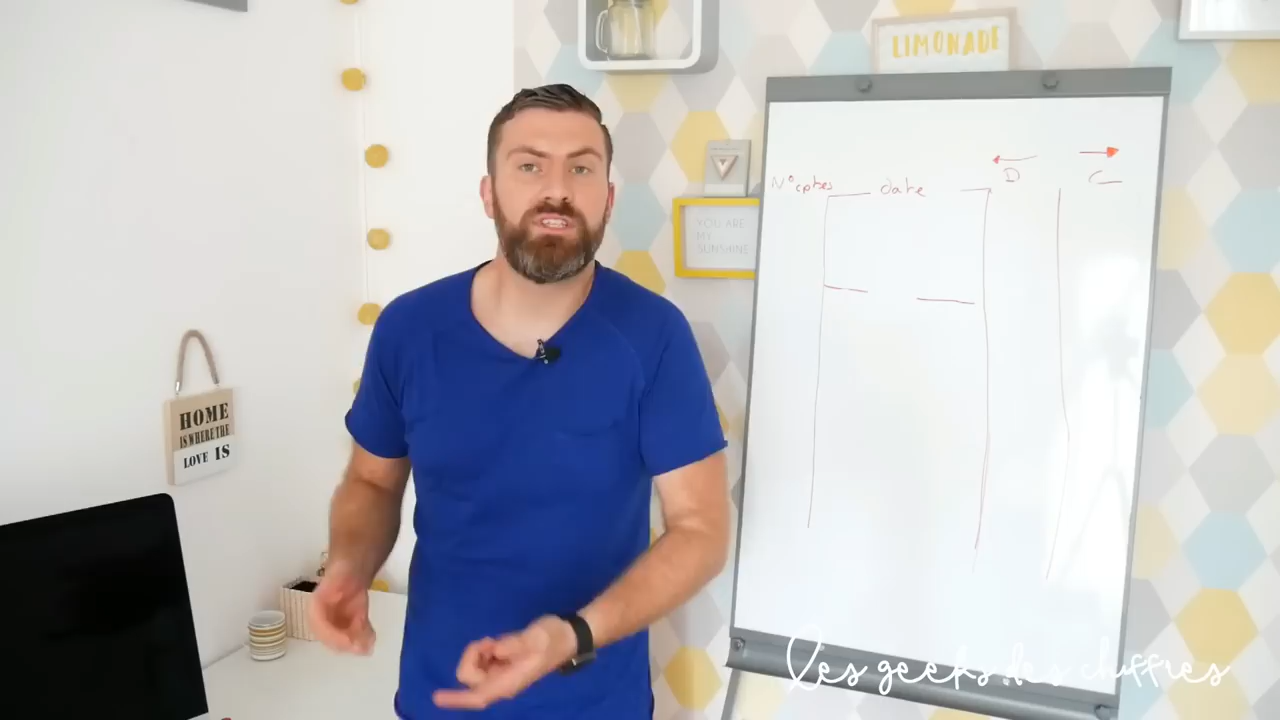 LIMONADE
N° cptes date D C
YOU ARE
MY
SUNSHINE
HOME
IS WHERE THE
LOVE IS
les geeks des chiffres